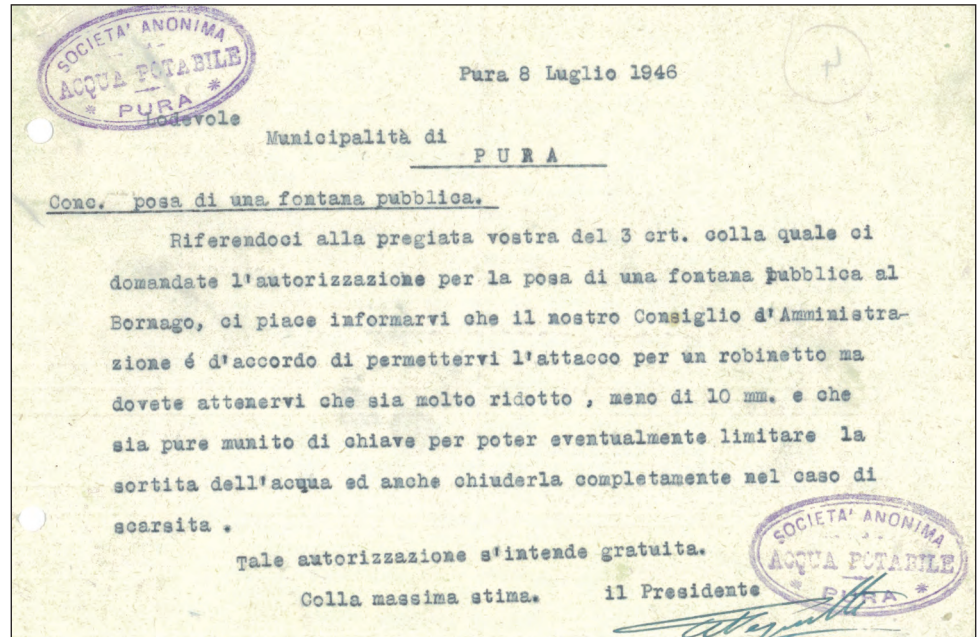 SOCIETA' ANONIMA
ACQUA POTABILE
* PURA *
Pura 8 Luglio 1946
Lodevole
Municipalità di
P U R A
Conc. posa di una fontana pubblica.
Riferendoci alla pregiata vostra del 3 crt. colla quale ci
domandate l'autorizzazione per la posa di una fontana pubblica al
Bornago, ci piace informarvi che il nostro Consiglio d'Amministra-
zione é d'accordo di permettervi l'attacco per un robinetto ma
dovete attenervi che sia molto ridotto , meno di 10 mm. e che
sia pure munito di chiave per poter eventualmente limitare la
sortita dell'acqua ed anche chiuderla completamente nel caso di
scarsita .
Tale autorizzazione s'intende gratuita.
Colla massima stima. il Presidente
SOCIETA' ANONIMA
ACQUA POTABILE
* PURA *